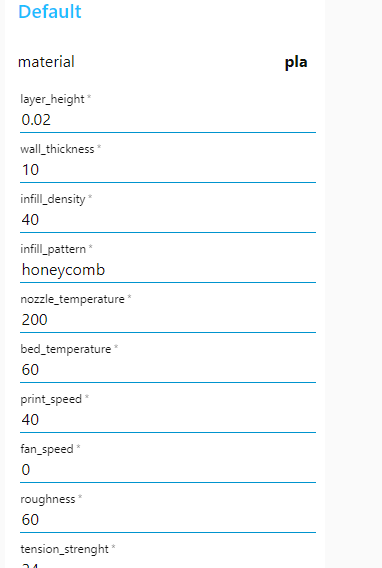 Default
material pla
layer_height *
0.02
wall_thickness *
10
infill_density *
40
infill_pattern *
honeycomb
nozzle_temperature *
200
bed_temperature *
60
print_speed *
40
fan_speed *
0
roughness *
60
tension_strenght *